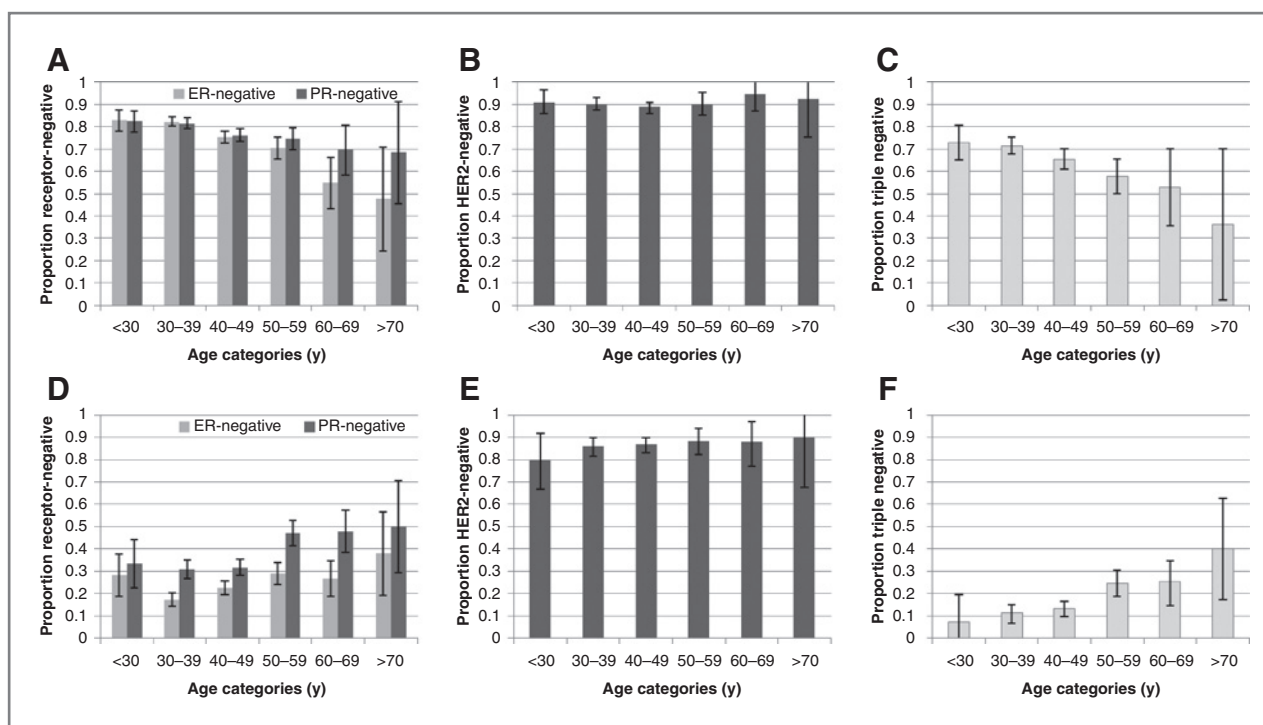 A
Proportion receptor-negative
1
0.9
0.8
0.7
0.6
0.5
0.4
0.3
0.2
0.1
0
ER-negative PR-negative
<30 30–39 40–49 50–59 60–69 >70
Age categories (y)
B
Proportion HER2-negative
1
0.9
0.8
0.7
0.6
0.5
0.4
0.3
0.2
0.1
0
<30 30–39 40–49 50–59 60–69 >70
Age categories (y)
C
Proportion triple negative
1
0.9
0.8
0.7
0.6
0.5
0.4
0.3
0.2
0.1
0
<30 30–39 40–49 50–59 60–69 >70
Age categories (y)
D
Proportion receptor-negative
1
0.9
0.8
0.7
0.6
0.5
0.4
0.3
0.2
0.1
0
ER-negative PR-negative
<30 30–39 40–49 50–59 60–69 >70
Age categories (y)
E
Proportion HER2-negative
1
0.9
0.8
0.7
0.6
0.5
0.4
0.3
0.2
0.1
0
<30 30–39 40–49 50–59 60–69 >70
Age categories (y)
F
Proportion triple negative
1
0.9
0.8
0.7
0.6
0.5
0.4
0.3
0.2
0.1
0
<30 30–39 40–49 50–59 60–69 >70
Age categories (y)